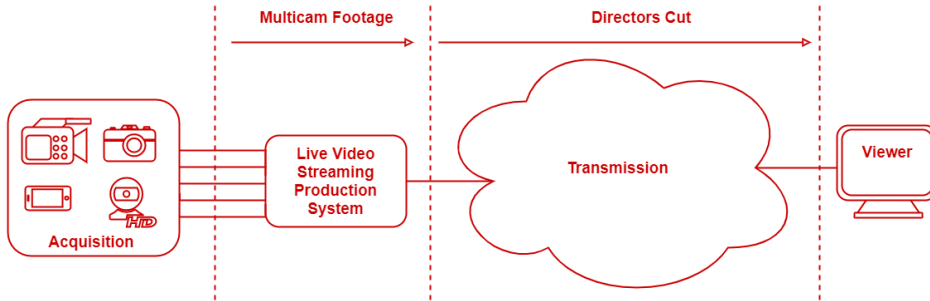 Multicam Footage
Directors Cut
Acquisition
HD
Live Video
Streaming
Production
System
Transmission
Viewer